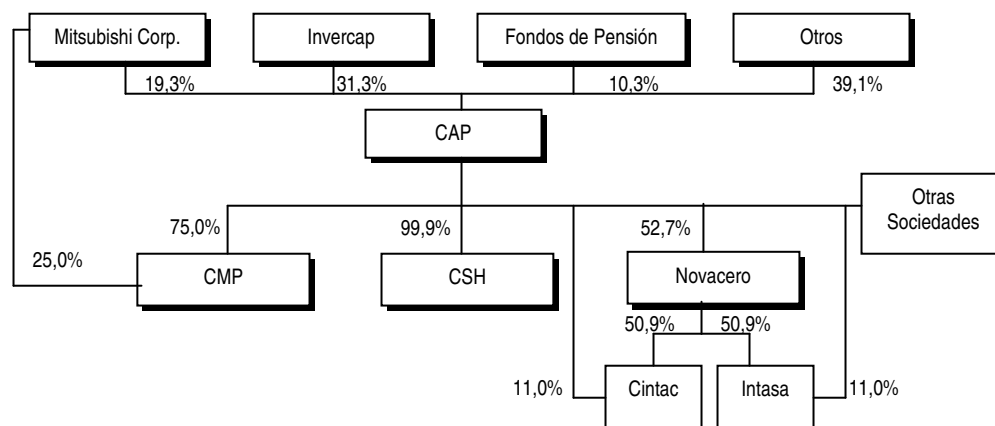 Mitsubishi Corp.
Invercap
Fondos de Pensión
Otros
19,3%
31,3%
10,3%
39,1%
CAP
Otras
Sociedades
75,0%
99,9%
52,7%
25,0%
CMP
CSH
Novacero
50,9%
50,9%
11,0%
Cintac
Intasa
11,0%